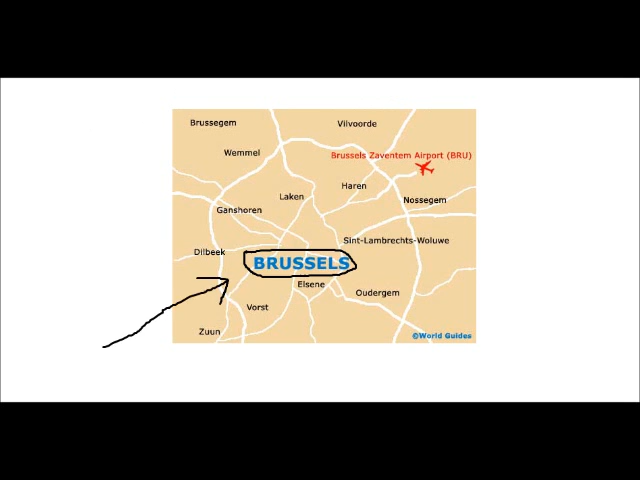 Brussegem
Vilvoorde
Wemmel
Brussels Zaventem Airport (BRU)
Haren
Laken
Nossegem
Ganshoren
Sint-Lambrechts-Woluwe
Dilbeek
BRUSSELS
Elsene
Oudergem
Vorst
Zuun
©World Guides